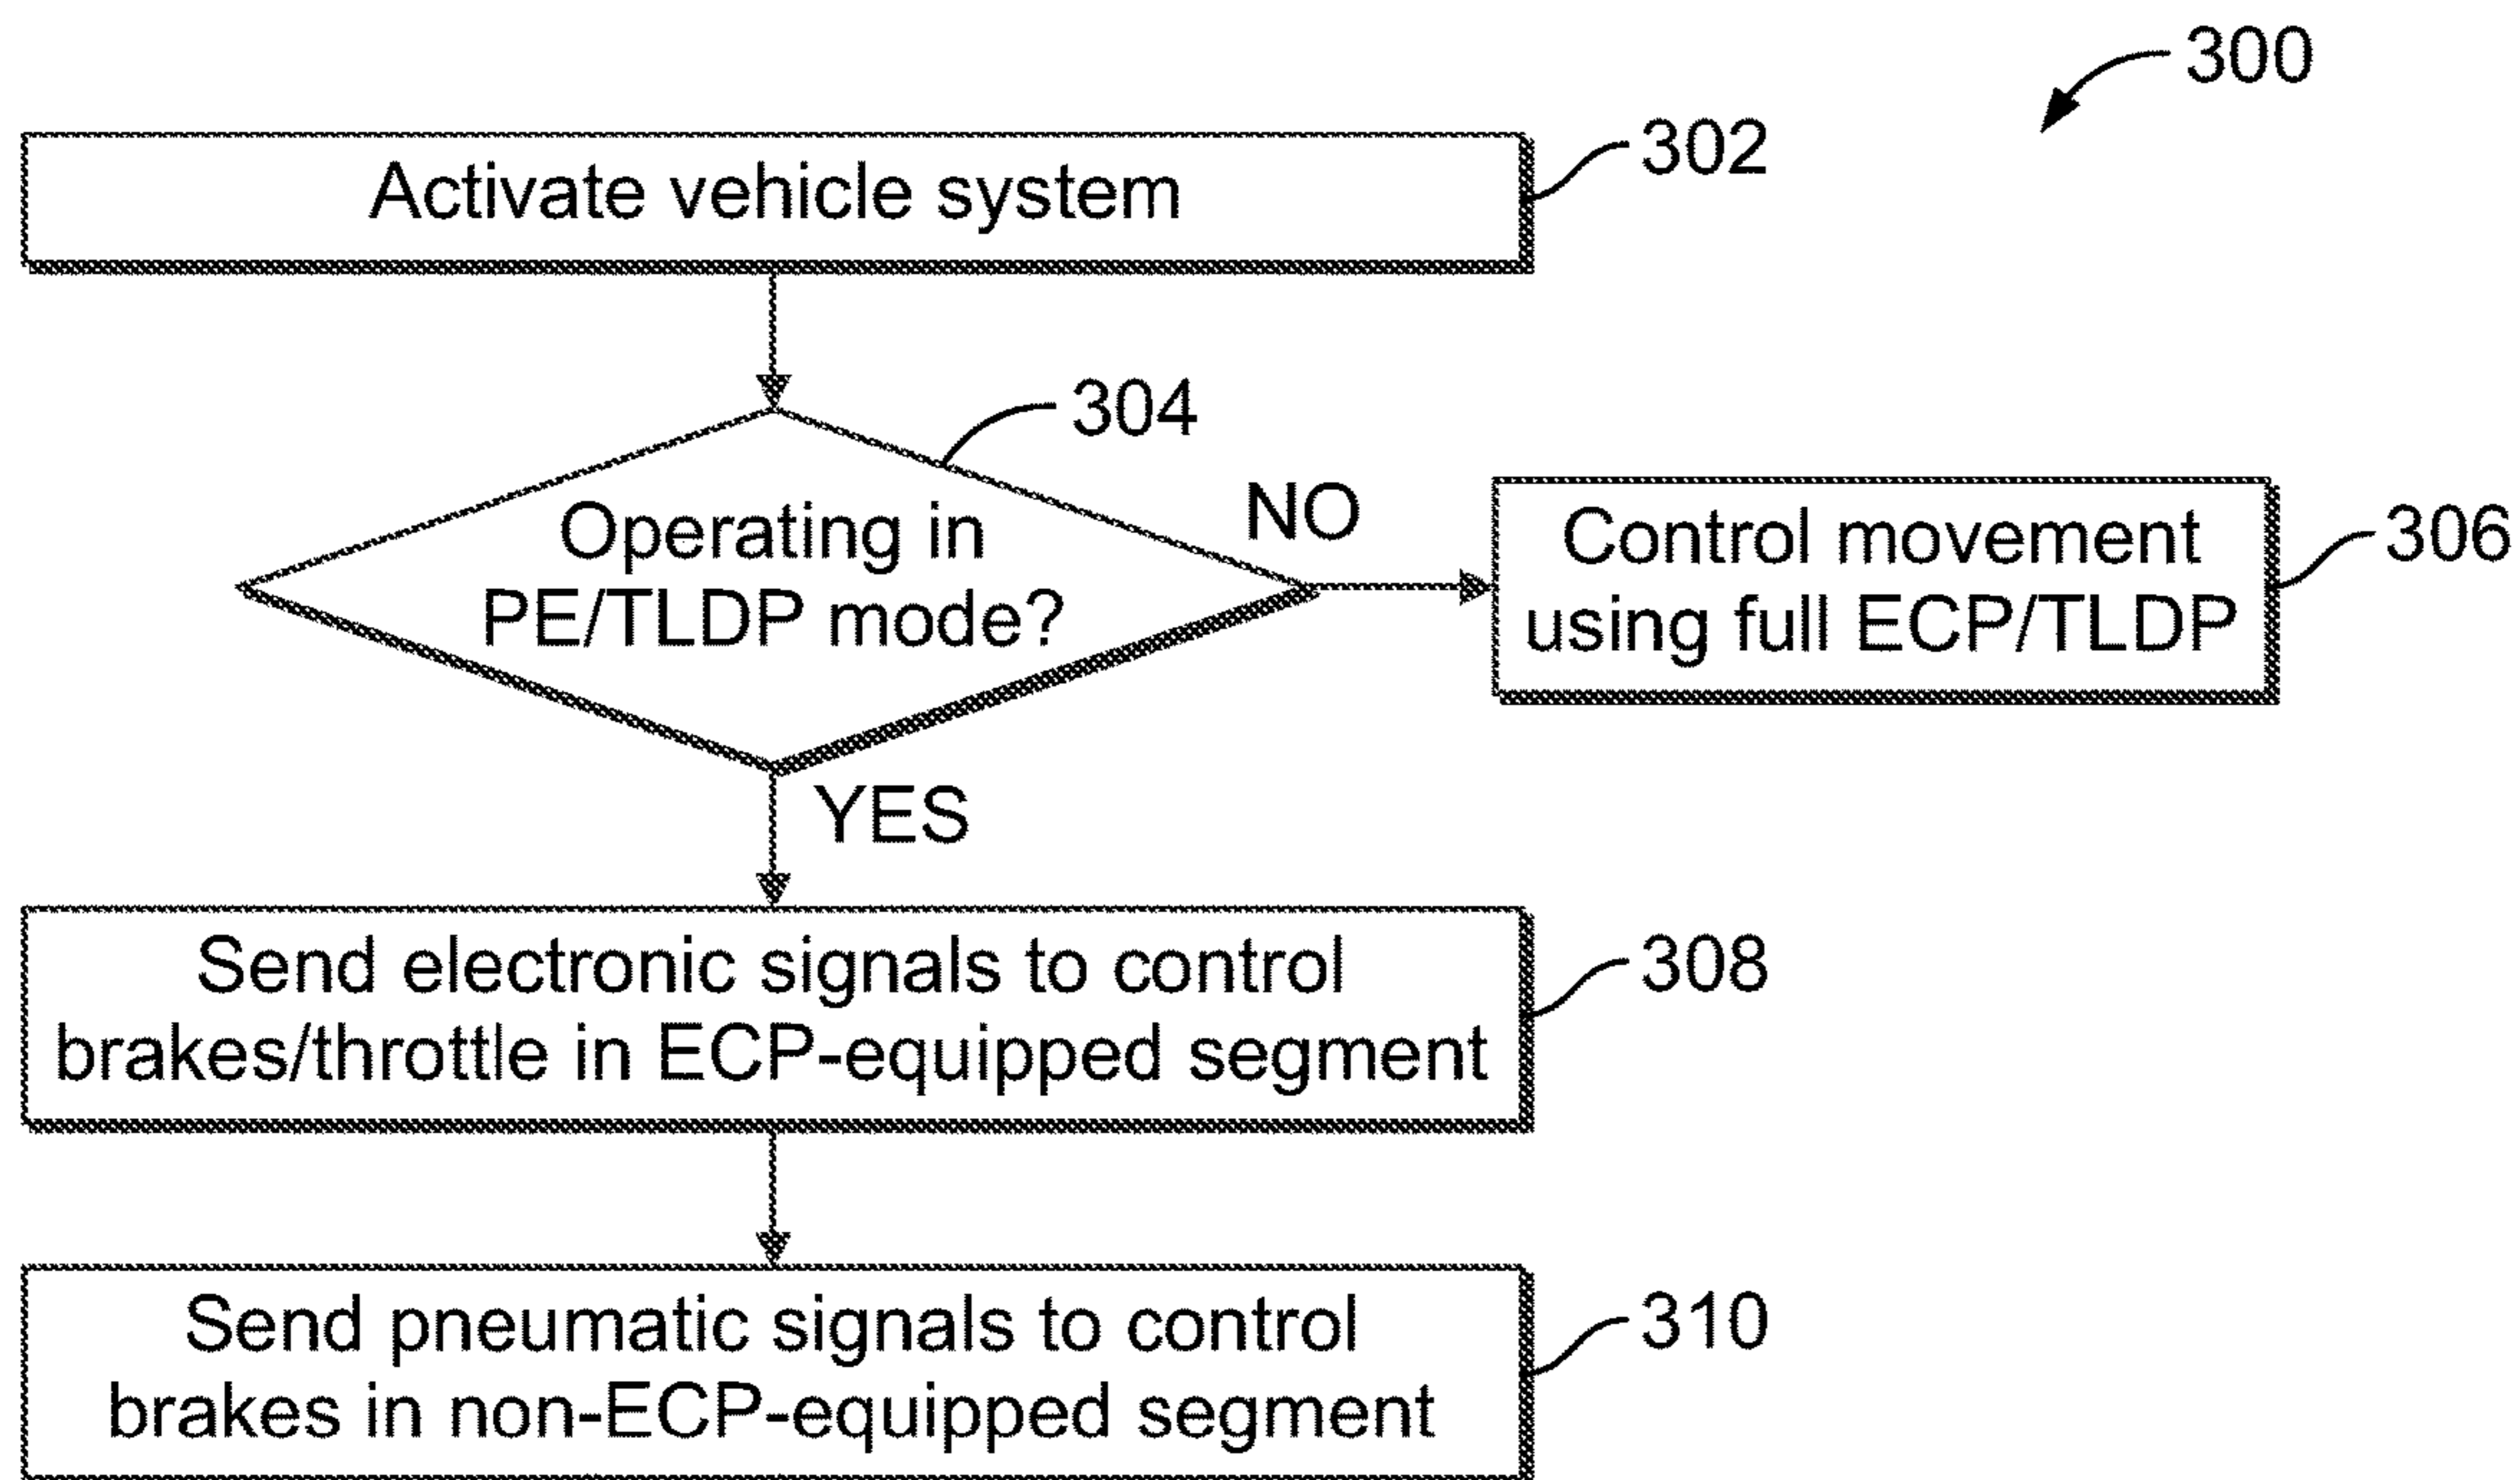 300
302
Activate vehicle system
304
Operating in
PE/TLDP mode?
NO
Control movement
using full ECP/TLDP
306
YES
Send electronic signals to control
brakes/throttle in ECP-equipped segment
308
Send pneumatic signals to control
brakes in non-ECP-equipped segment
310